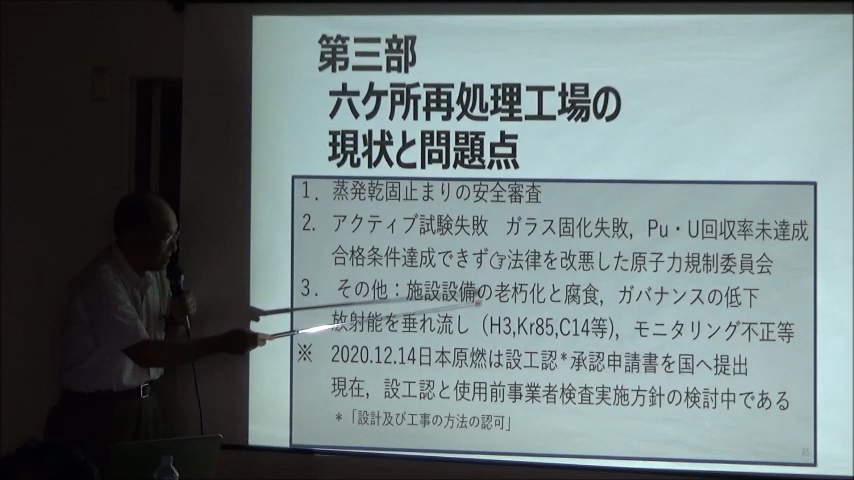 第三部
六ケ所再処理工場の
現状と問題点
1. 蒸発乾固止まりの安全審査
2. アクティブ試験失敗 ガラス固化失敗，Pu・U回収率未達成
合格条件達成できず☞法律を改悪した原子力規制委員会
3. その他：施設設備の老朽化と腐食，ガバナンスの低下
放射能を垂れ流し（H3,Kr85,C14等），モニタリング不正等
※ 2020.12.14日本原燃は設工認*承認申請書を国へ提出
現在，設工認と使用前事業者検査実施方針の検討中である
*「設計及び工事の方法の認可」